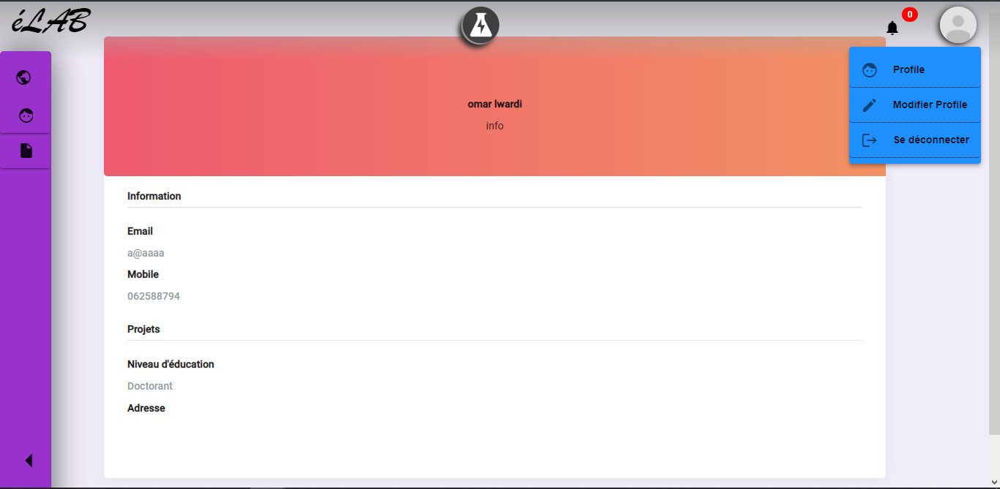 éLAB
0
Profile
Modifier Profile
Se déconnecter
omar lwardi
info
Information
Email
a@aaaa
Mobile
062588794
Projets
Niveau d'éducation
Doctorant
Adresse